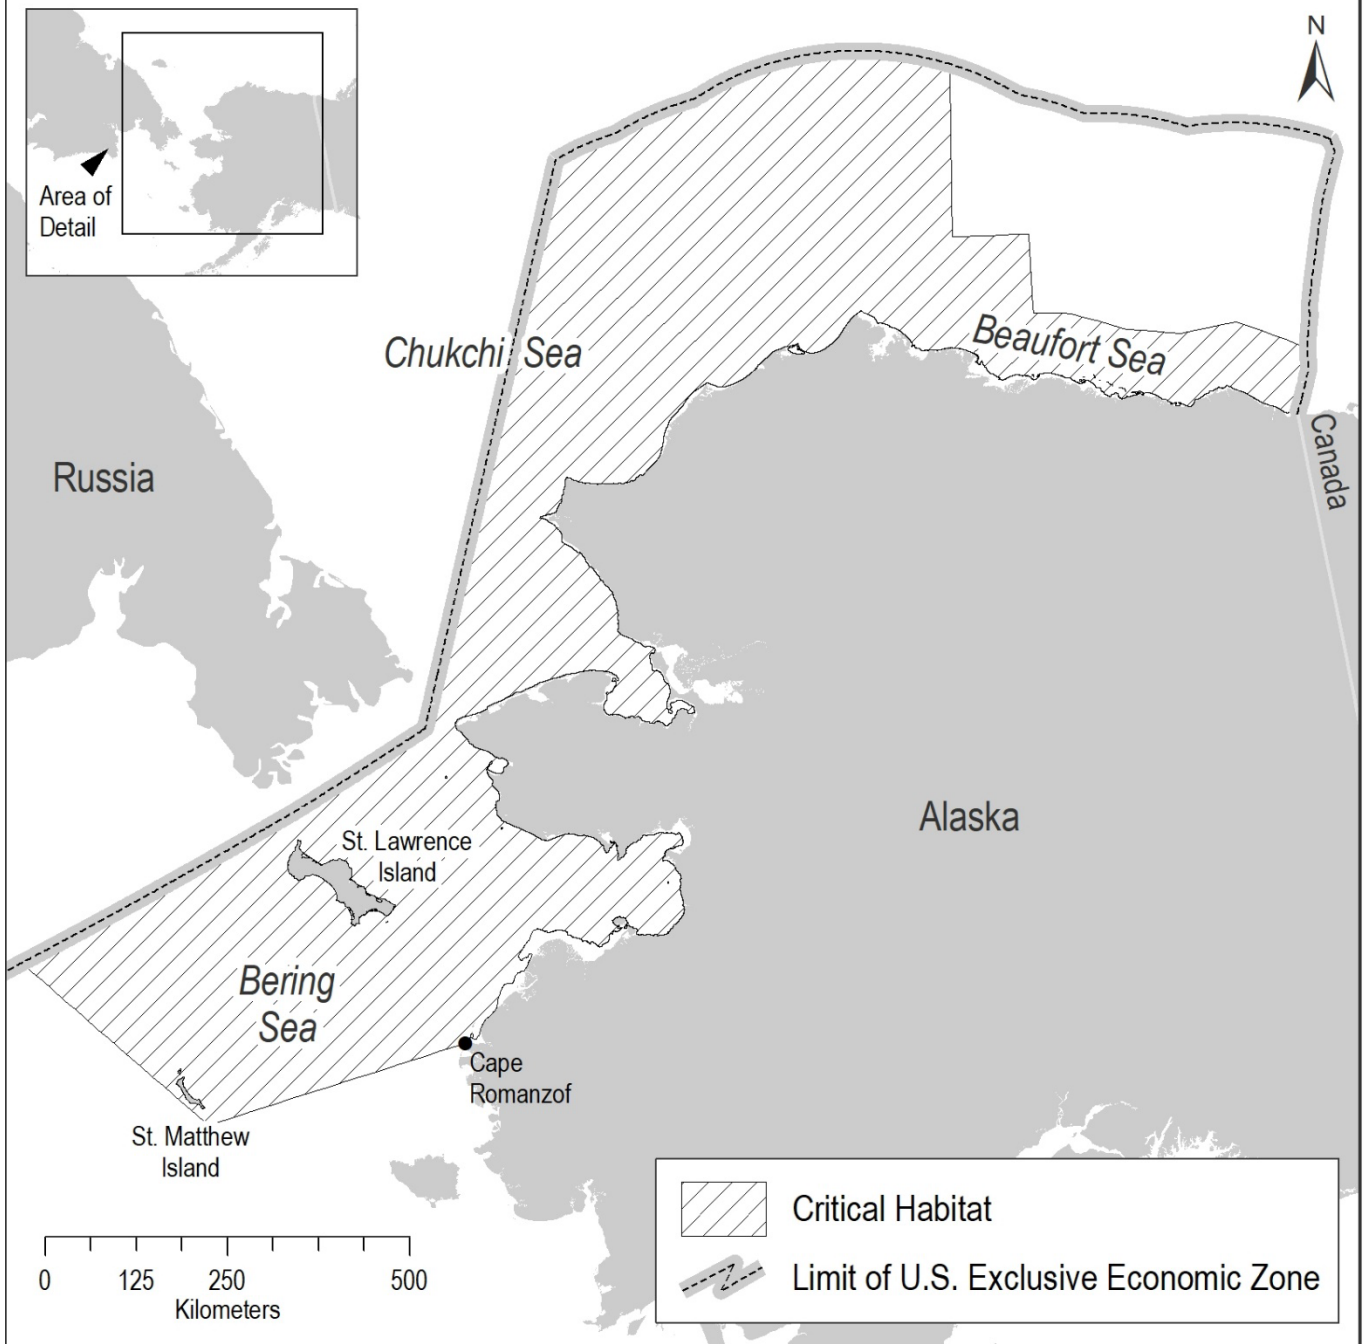 N
Area of
Detail
Chukchi Sea
Beaufort Sea
Russia
Canada
Alaska
St. Lawrence
Island
Bering
Sea
Cape
Romanzof
St. Matthew
Island
0 125 250 500
Kilometers
Critical Habitat
Limit of U.S. Exclusive Economic Zone